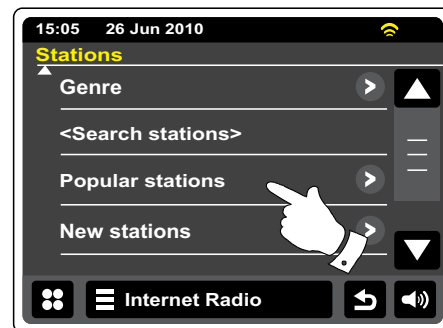 15:05 26 Jun 2010
Stations
Genre
<Search stations>
Popular stations
New stations
Internet Radio